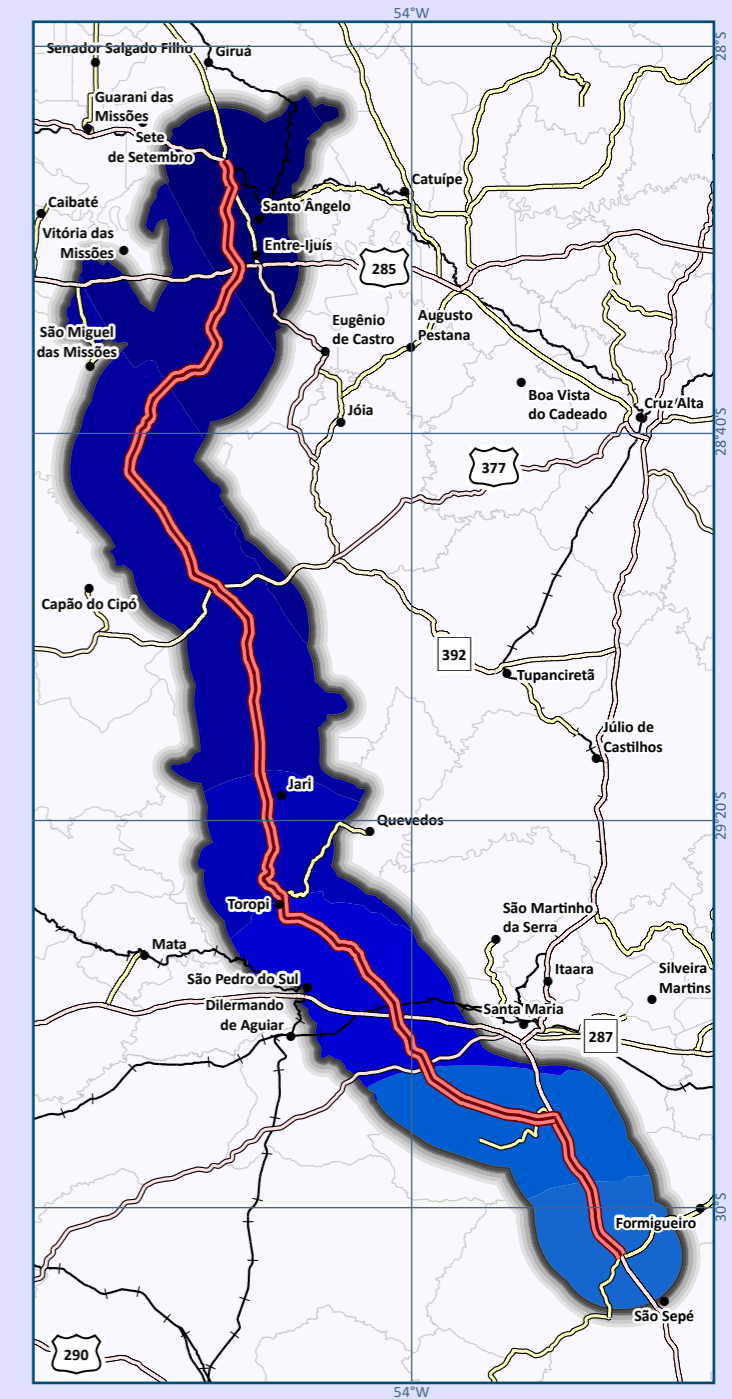 54°W
28°S
Senador Salgado Filho
Giruá
Guarani das
Missões
Sete
de Setembro
Catuípe
Caibaté
Santo Ângelo
Vitória das
Missões
Entre-Ijuís
285
São Miguel
das Missões
Eugênio
de Castro
Augusto
Pestana
Boa Vista
do Cadeado
Cruz Alta
Jóia
28°40'S
377
Capão do Cipó
392
Tupanciretã
Júlio de
Castilhos
Jari
Quevedos
29°20'S
Toropi
São Martinho
da Serra
Mata
Itaara
Silveira
Martins
São Pedro do Sul
Dilermando
de Aguiar
Santa Maria
287
30°S
Formigueiro
São Sepé
290
54°W